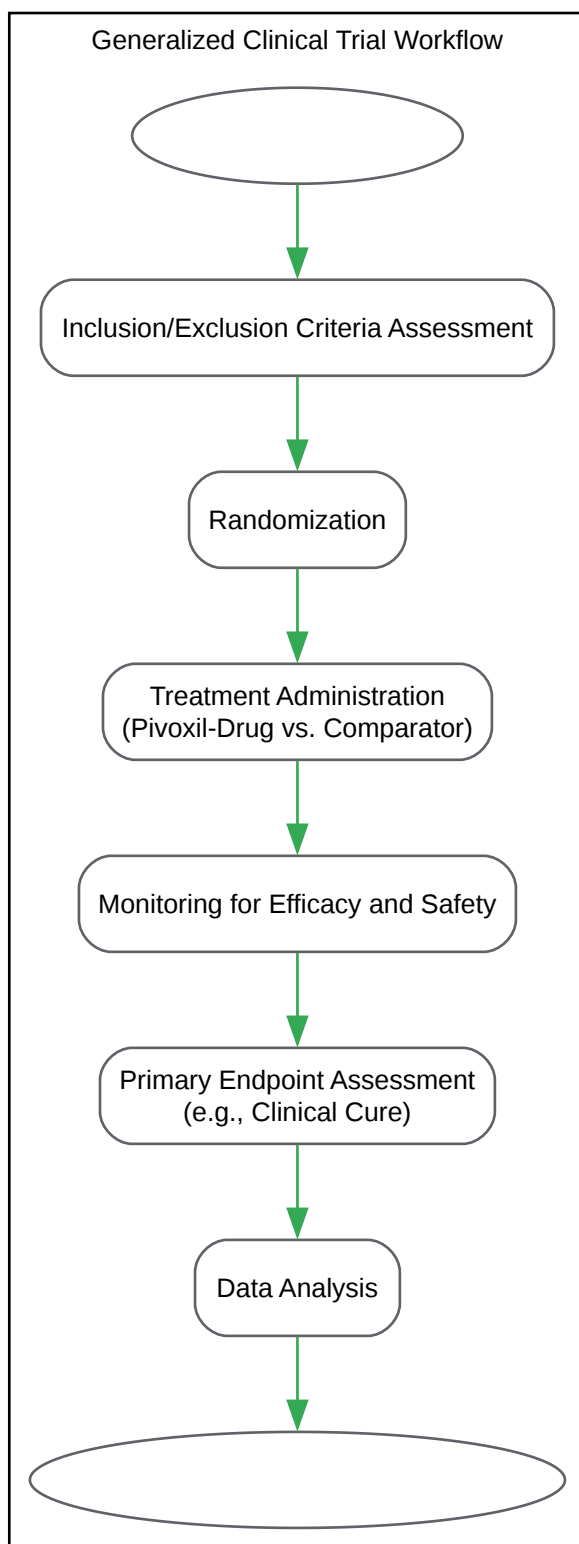 Generalized Clinical Trial Workflow
Inclusion/Exclusion Criteria Assessment
Randomization
Treatment Administration
(Pivoxil-Drug vs. Comparator)
Monitoring for Efficacy and Safety
Primary Endpoint Assessment
(e.g., Clinical Cure)
Data Analysis